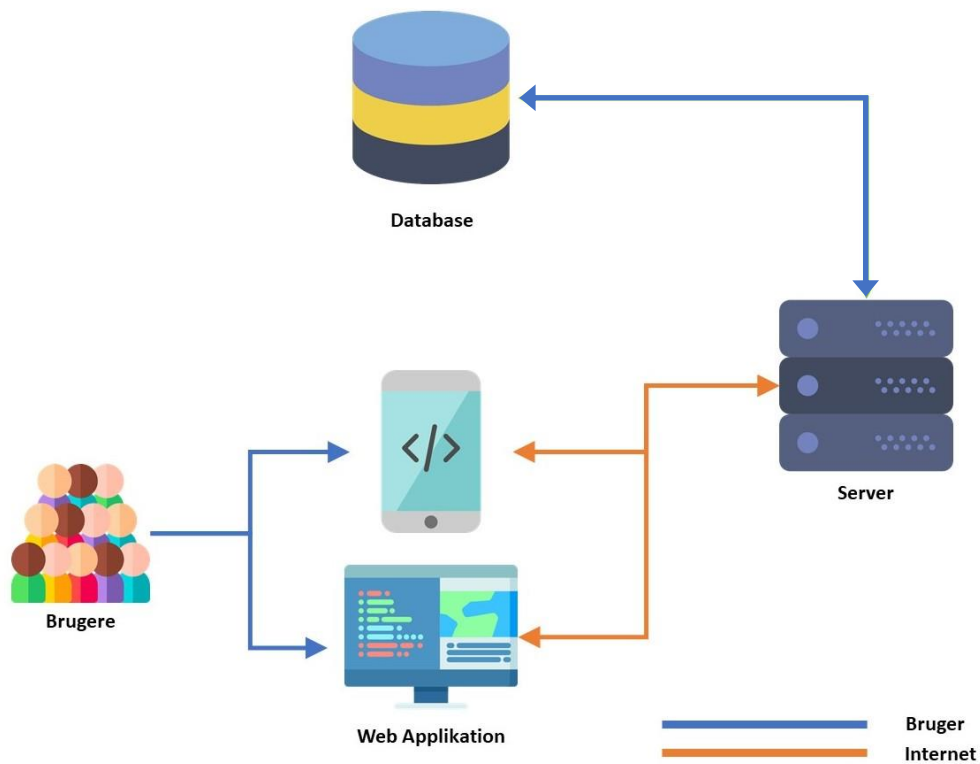 Database
Server
Brugere
Web Applikation
Bruger
Internet